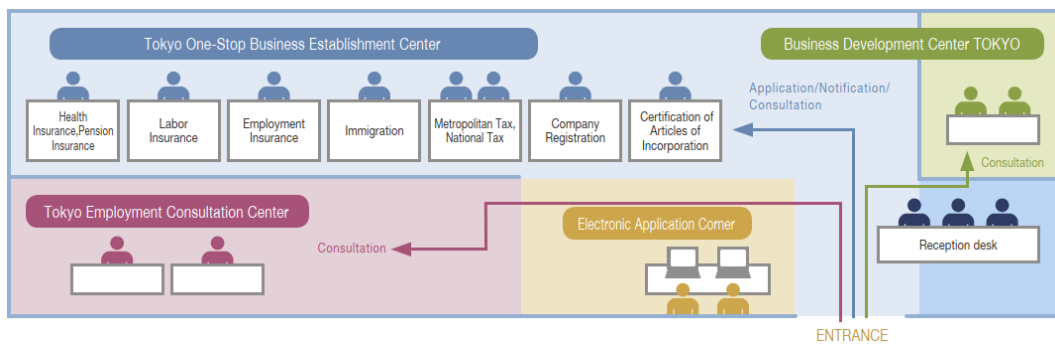 Tokyo One-Stop Business Establishment Center
Business Development Center TOKYO
Application/Notification/
Consultation
Health
Insurance,Pension
Insurance
Labor
Insurance
Employment
Insurance
Immigration
Metropolitan Tax,
National Tax
Company
Registration
Certification of
Articles of
Incorporation
Consultation
Tokyo Employment Consultation Center
Consultation
Electronic Application Corner
Reception desk
ENTRANCE